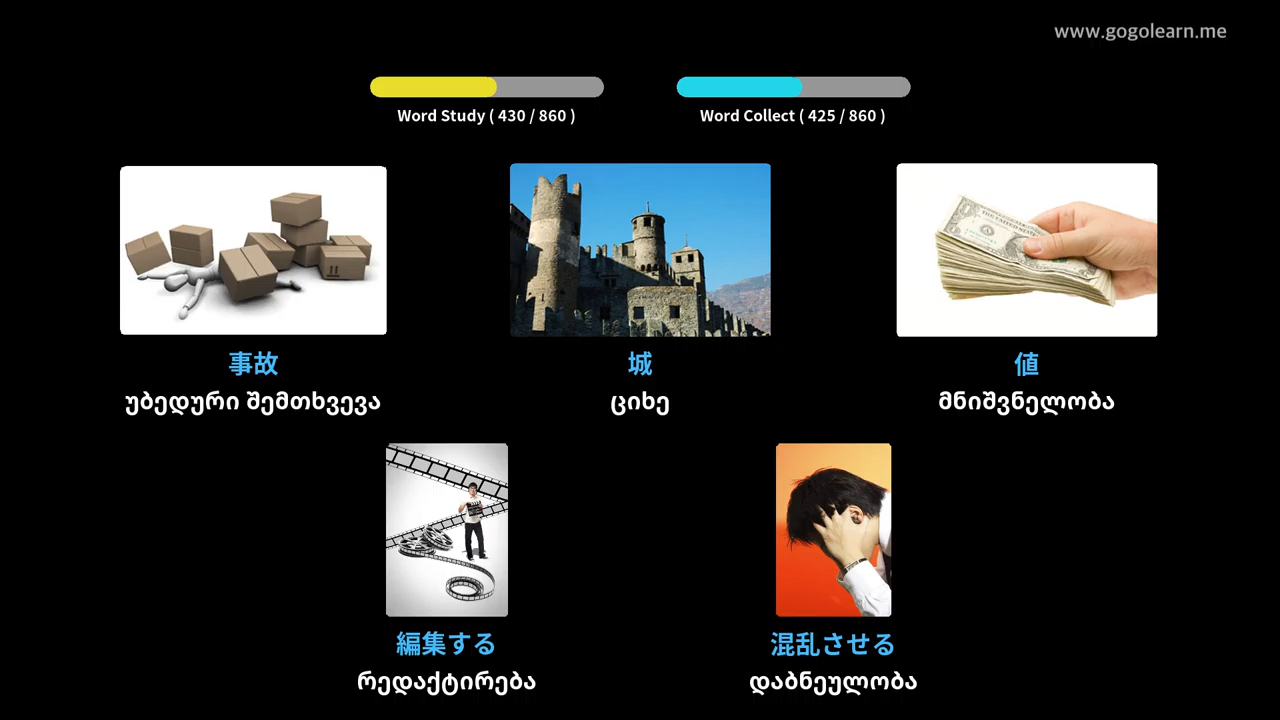 www.gogolearn.me
Word Study ( 430 / 860 )
Word Collect ( 425 / 860 )
事故
უბედური შემთხვევა
城
ციხე
値
მნიშვნელობა
編集する
რედაქტირება
混乱させる
დაბნეულობა